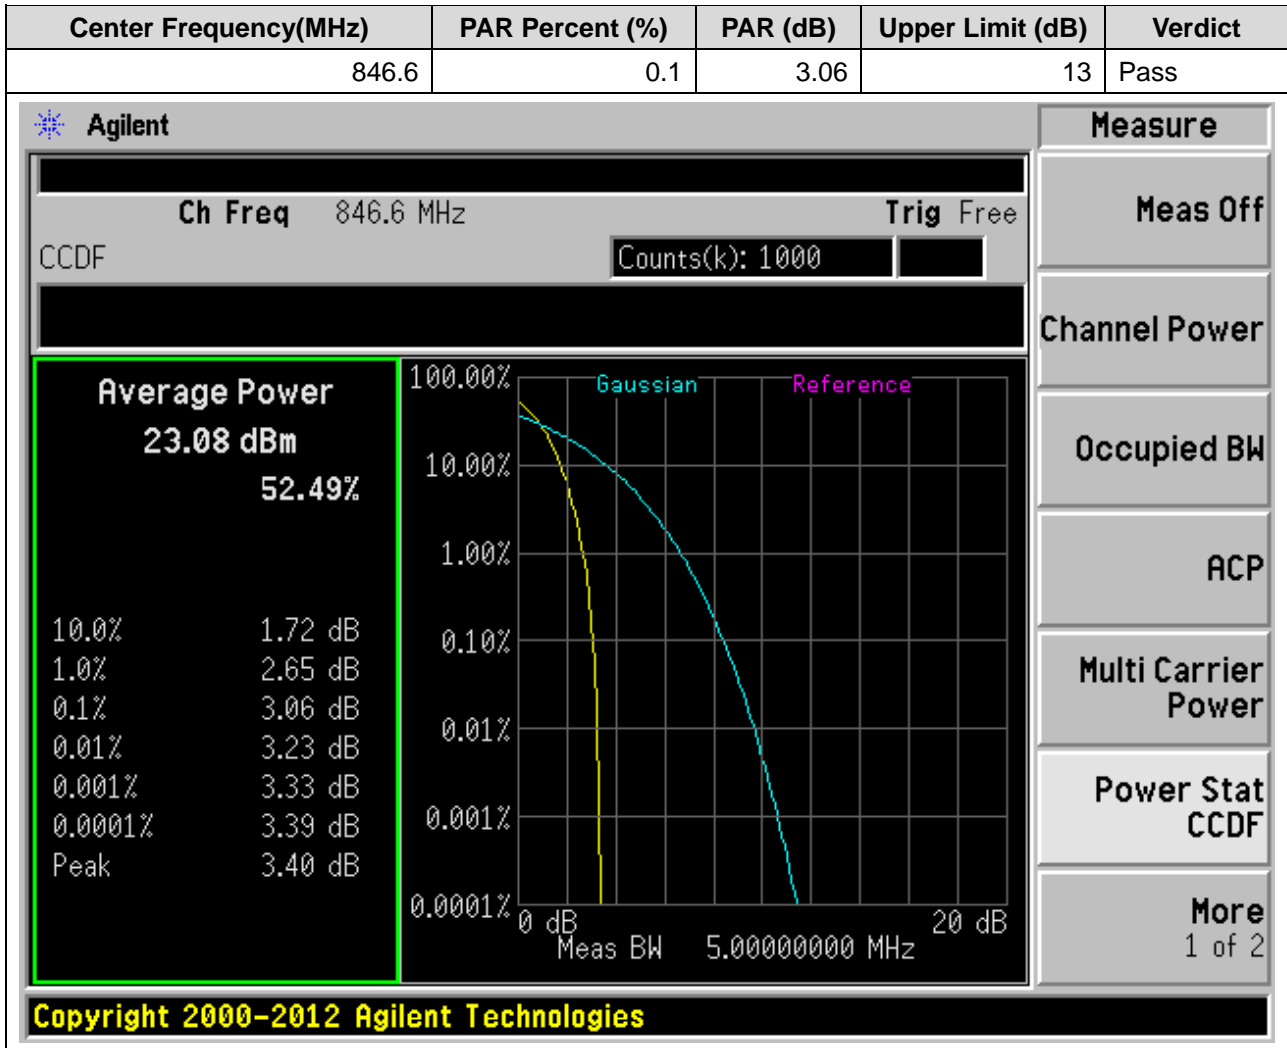 Center Frequency(MHz) PAR Percent (%) PAR (dB) Upper Limit (dB) Verdict
846.6 0.1 3.06 13 Pass
Agilent
Measure
Ch Freq 846.6 MHz Trig Free
Meas Off
CCDF Counts(k): 1000
Channel Power
Average Power
23.08 dBm
52.49%
10.0% 1.72 dB
1.0% 2.65 dB
0.1% 3.06 dB
0.01% 3.23 dB
0.001% 3.33 dB
0.0001% 3.39 dB
Peak 3.40 dB
Gaussian Reference
100.00%
10.00%
1.00%
0.10%
0.01%
0.001%
0.0001%
0 dB 20 dB
Meas BW 5.00000000 MHz
Occupied BW
ACP
Multi Carrier
Power
Power Stat
CCDF
More
1 of 2
Copyright 2000-2012 Agilent Technologies